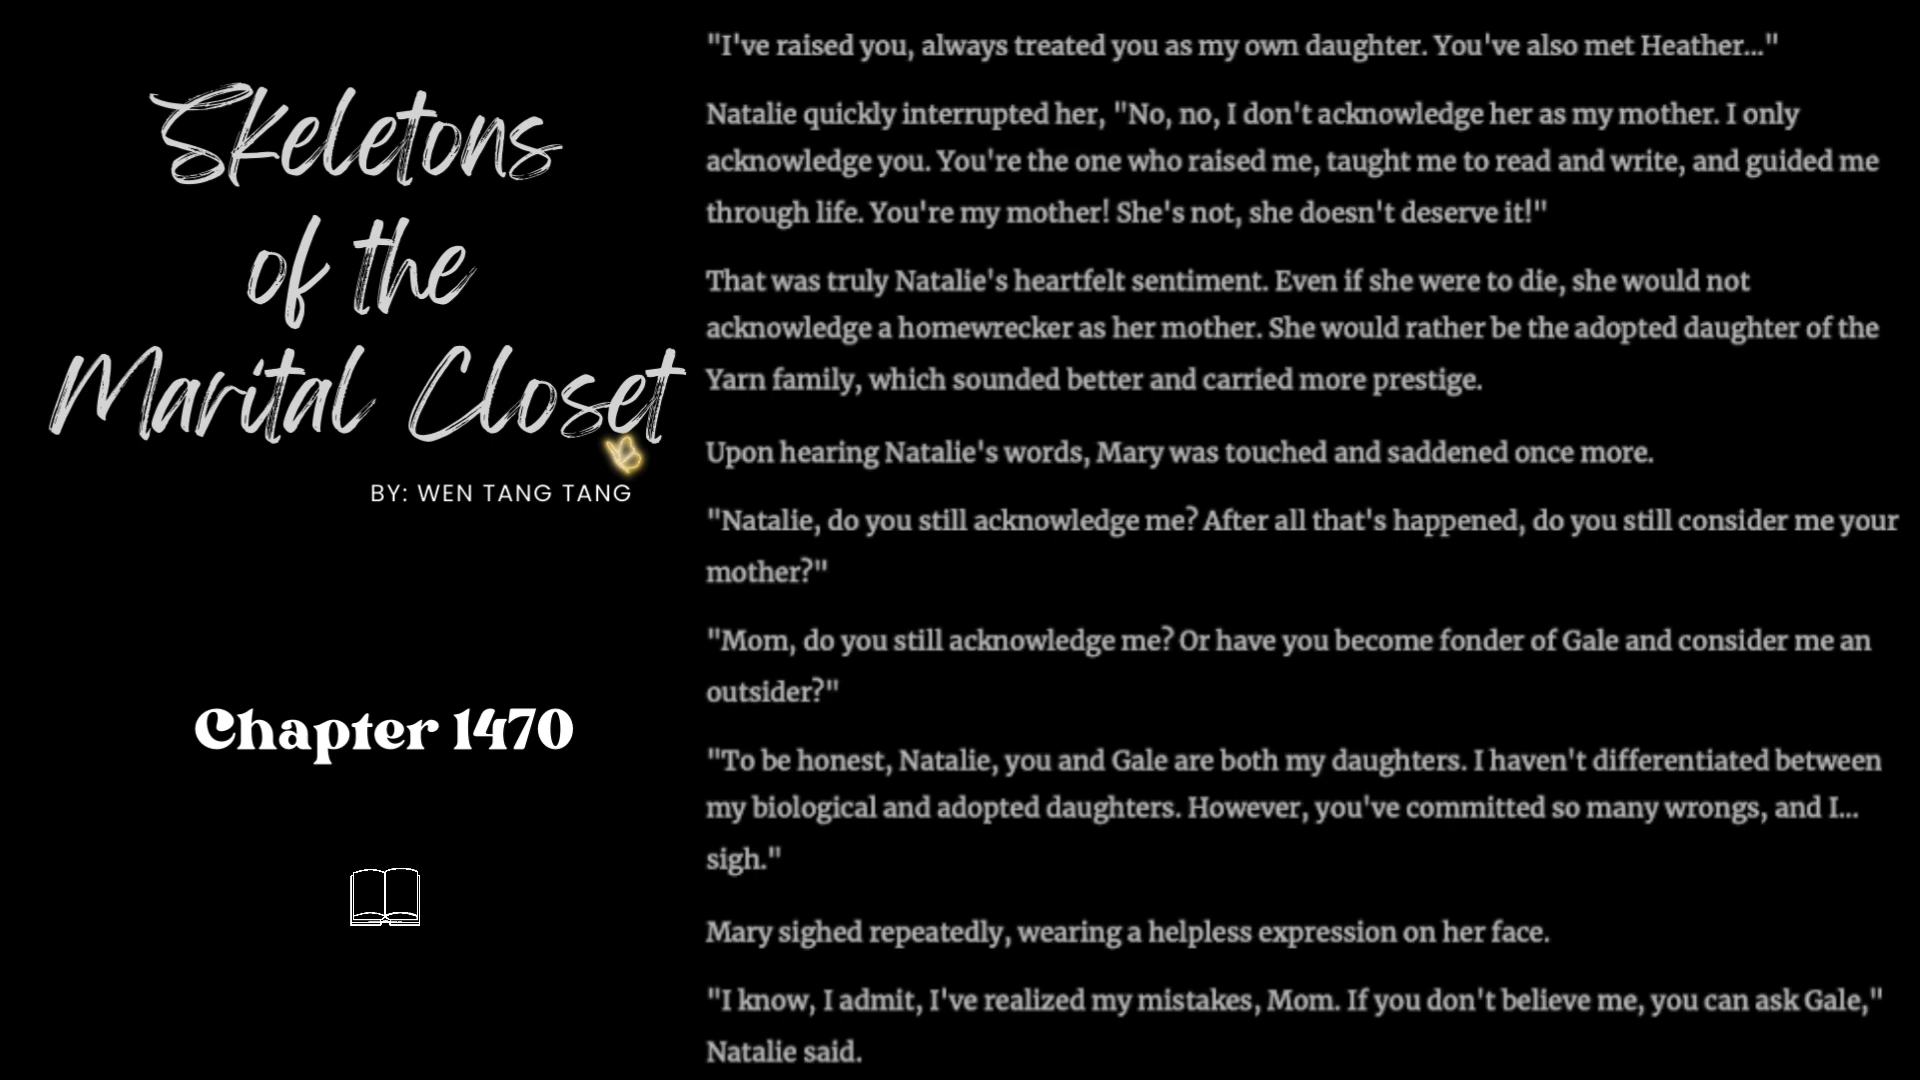 Skeletons
of the
Marital Closet
BY: WEN TANG TANG
Chapter 1470
"I've raised you, always treated you as my own daughter. You've also met Heather..."
Natalie quickly interrupted her, "No, no, I don't acknowledge her as my mother. I only
acknowledge you. You're the one who raised me, taught me to read and write, and guided me
through life. You're my mother! She's not, she doesn't deserve it!"
That was truly Natalie's heartfelt sentiment. Even if she were to die, she would not
acknowledge a homewrecker as her mother. She would rather be the adopted daughter of the
Yarn family, which sounded better and carried more prestige.
Upon hearing Natalie's words, Mary was touched and saddened once more.
"Natalie, do you still acknowledge me? After all that's happened, do you still consider me your
mother?"
"Mom, do you still acknowledge me? Or have you become fonder of Gale and consider me an
outsider?"
"To be honest, Natalie, you and Gale are both my daughters. I haven't differentiated between
my biological and adopted daughters. However, you've committed so many wrongs, and I...
sigh."
Mary sighed repeatedly, wearing a helpless expression on her face.
"I know, I admit, I've realized my mistakes, Mom. If you don't believe me, you can ask Gale,"
Natalie said.